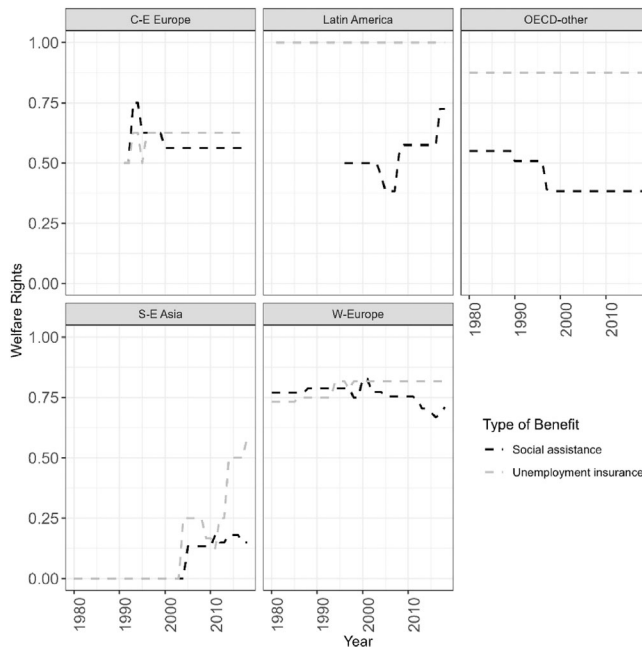 C-E Europe
Latin America
OECD-other
1.00
0.75
0.50
0.25
0.00
1980
1990
2000
2010
S-E Asia
W-Europe
1.00
0.75
0.50
0.25
0.00
1980
1990
2000
2010
1980
1990
2000
2010
Welfare Rights
Year
Type of Benefit
Social assistance
Unemployment insurance